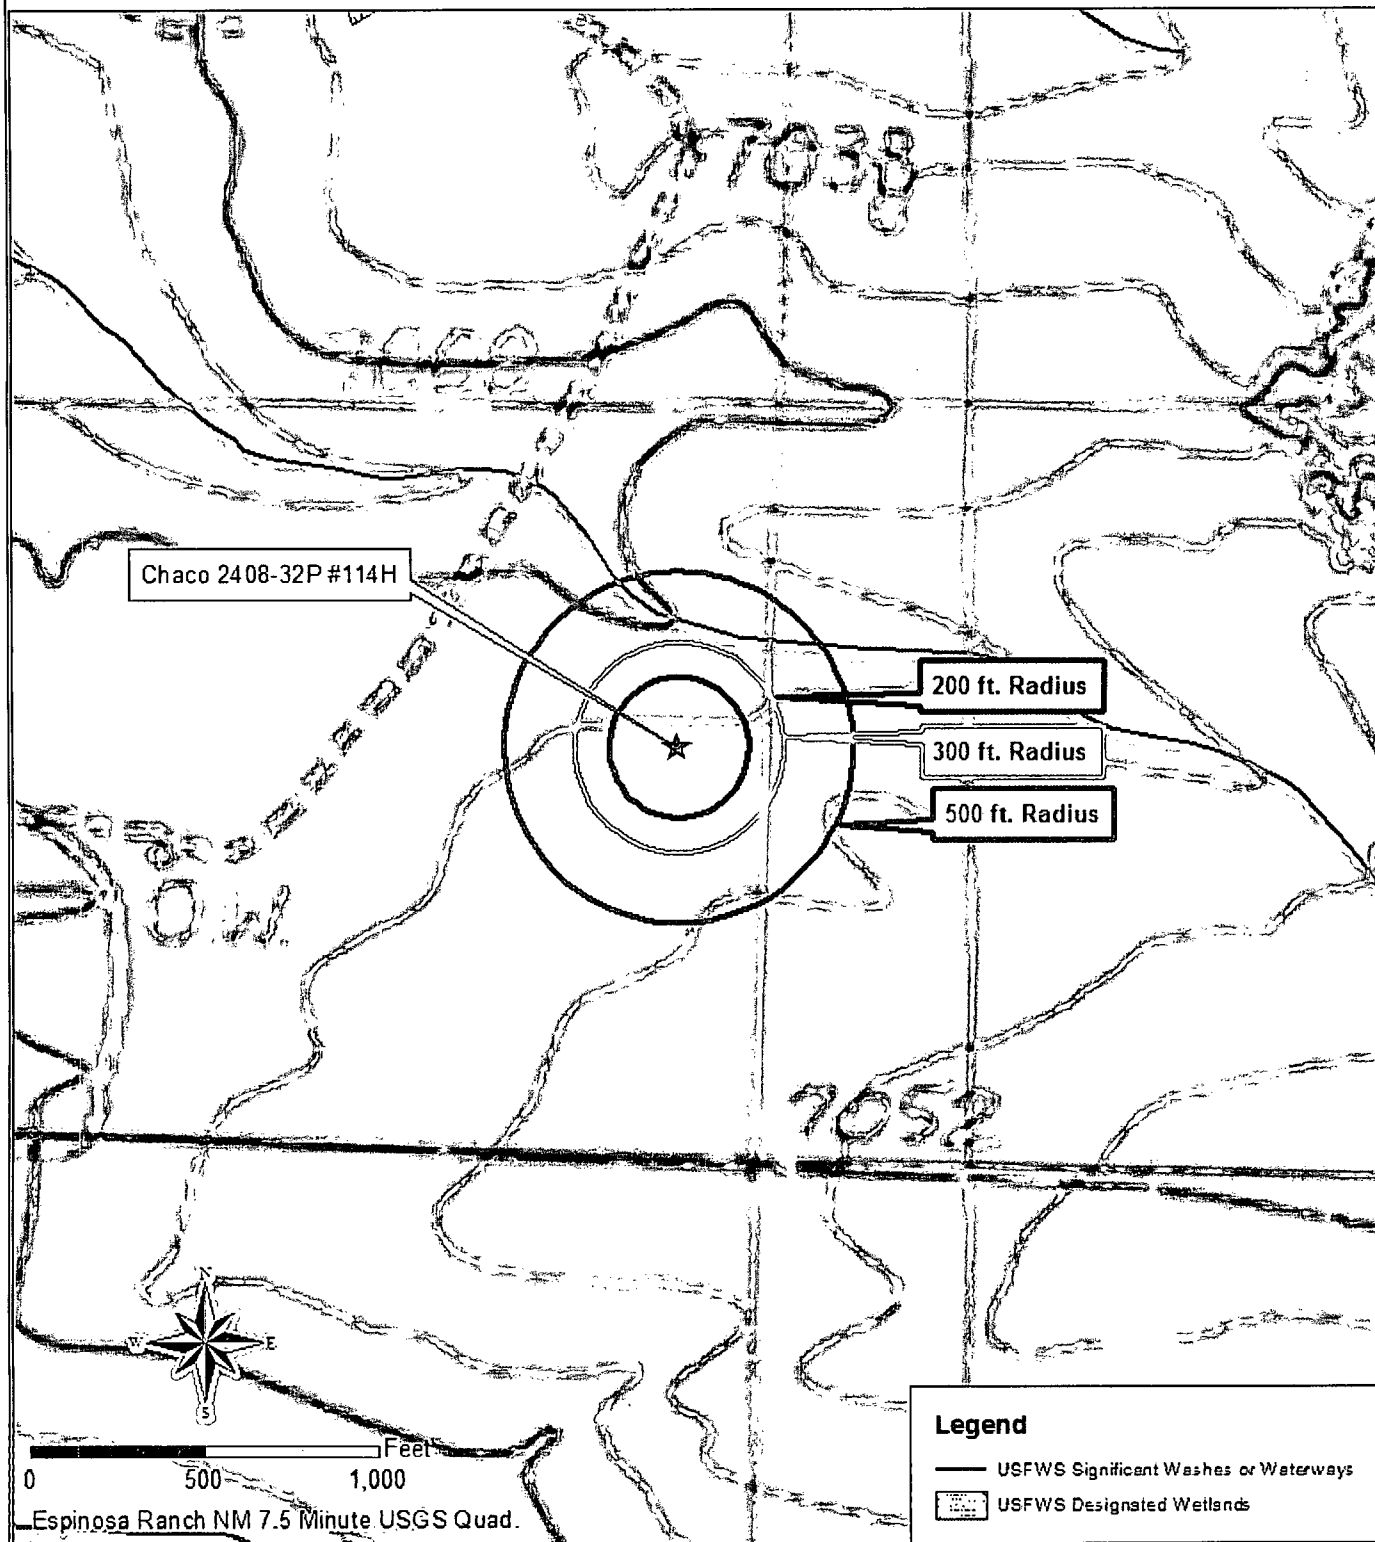 7038
Chaco 2408-32P #114H
200 ft. Radius
300 ft. Radius
500 ft. Radius
7052
N
W
E
S
Feet
0 500 1,000
Espinosa Ranch NM 7.5 Minute USGS Quad.
Legend
USFWS Significant Washes or Waterways
USFWS Designated Wetlands